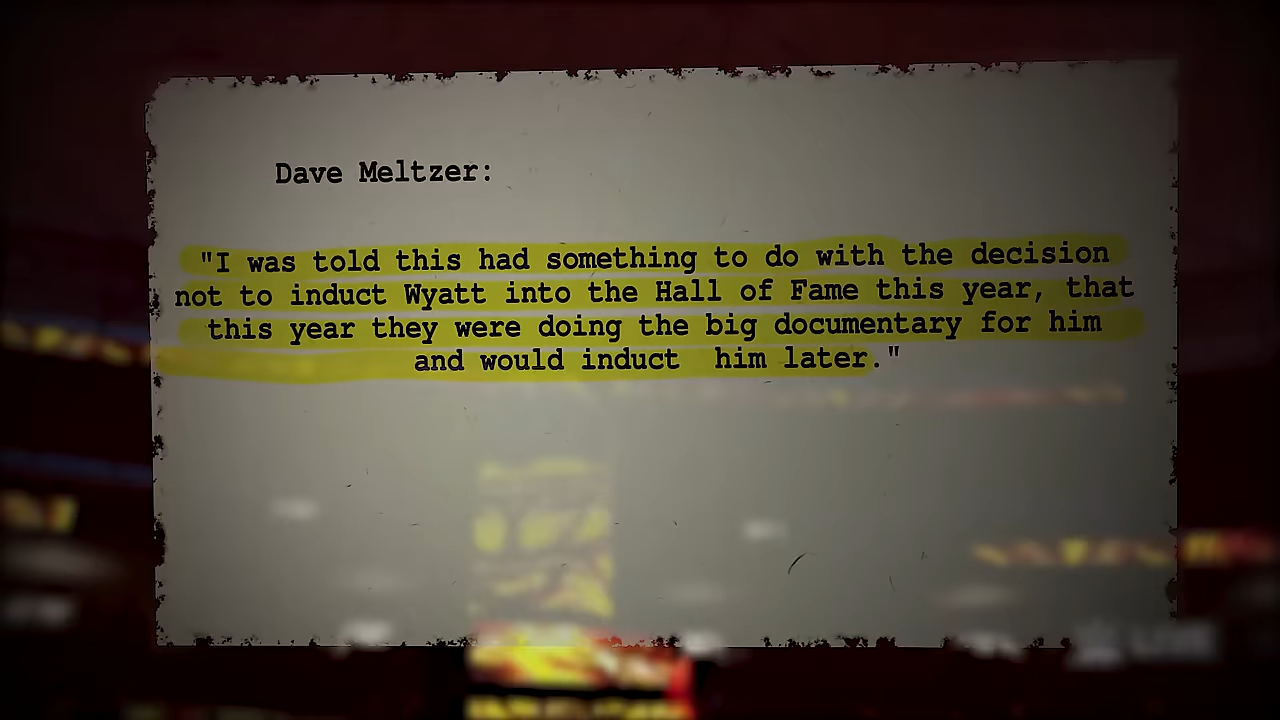 Dave Meltzer:
"I was told this had something to do with the decision
not to induct Wyatt into the Hall of Fame this year, that
this year they were doing the big documentary for him
and would induct  him later."
LIVE